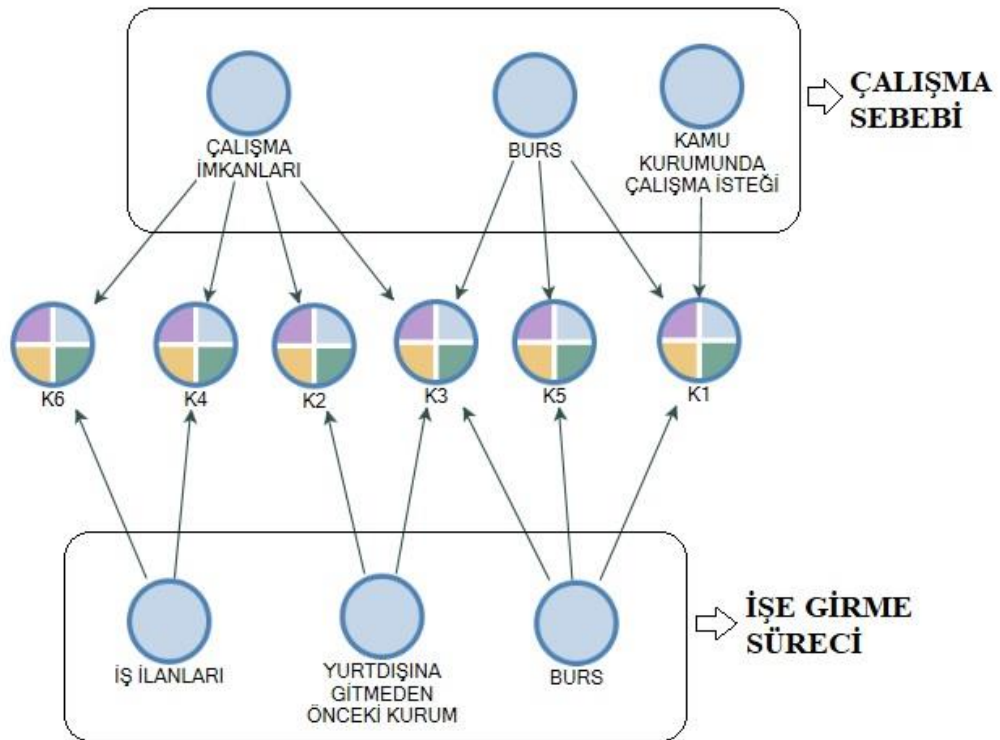 ÇALIŞMA
İMKANLARI
BURS
KAMU
KURUMUNDA
ÇALIŞMA İSTEĞİ
ÇALIŞMA
SEBEBİ
K6
K4
K2
K3
K5
K1
İŞ İLANLARI
YURTDIŞINA
GİTMEDEN
ÖNCEKİ KURUM
BURS
İŞE GİRME
SÜRECİ